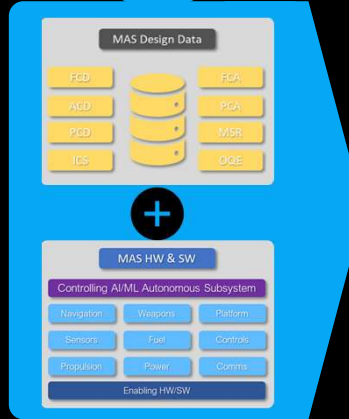 MAS Design Data
FCD
FCA
ACD
PCA
PCD
MSR
ICS
OQE
+
MAS HW & SW
Controlling AI/ML Autonomous Subsystem
Navigation
Weapons
Platform
Sensors
Fuel
Controls
Propulsion
Power
Comms
Enabling HW/SW